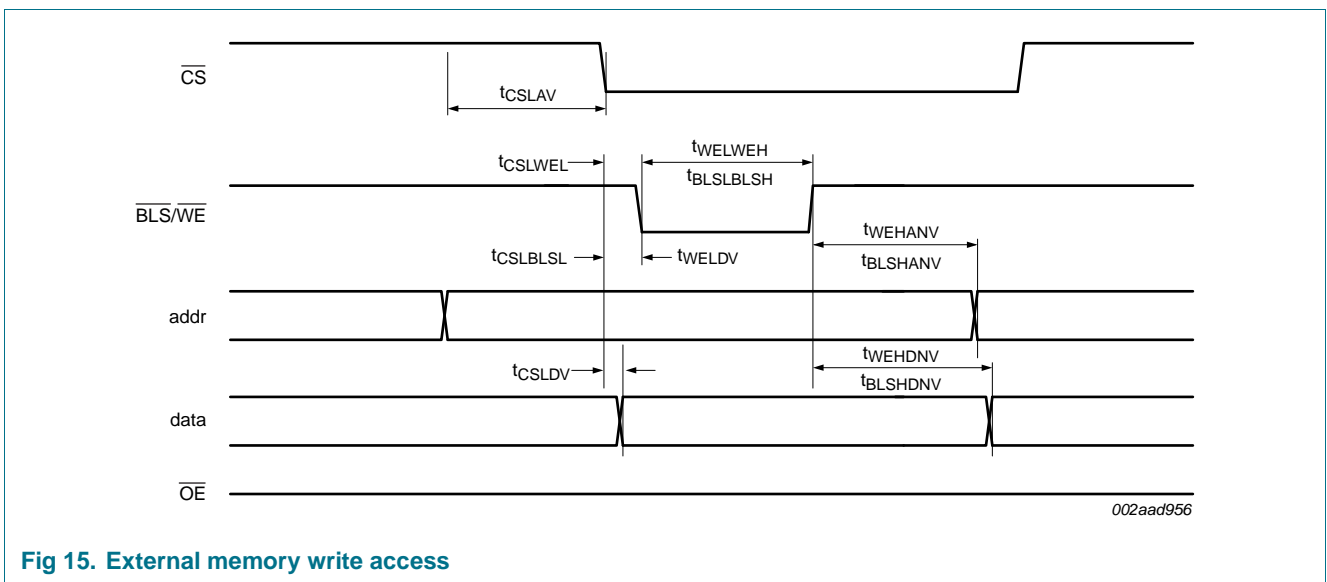 CS
tCSLAV
tCSLWEL
tWELWEH
tBLSLBLSH
BLS/WE
tCSLBLSL
tWELDV
tWEHANV
tBLSHANV
addr
tCSLDV
tWEHDNV
tBLSHDNV
data
OE
002aad956
Fig 15. External memory write access